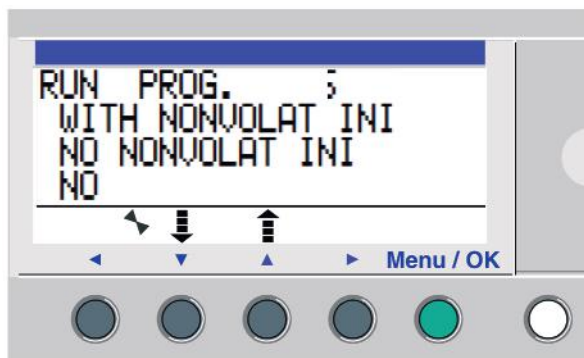 RUN PROG.
WITH NONVOLAT INI
NO NONVOLAT INI
NO
Menu / OK